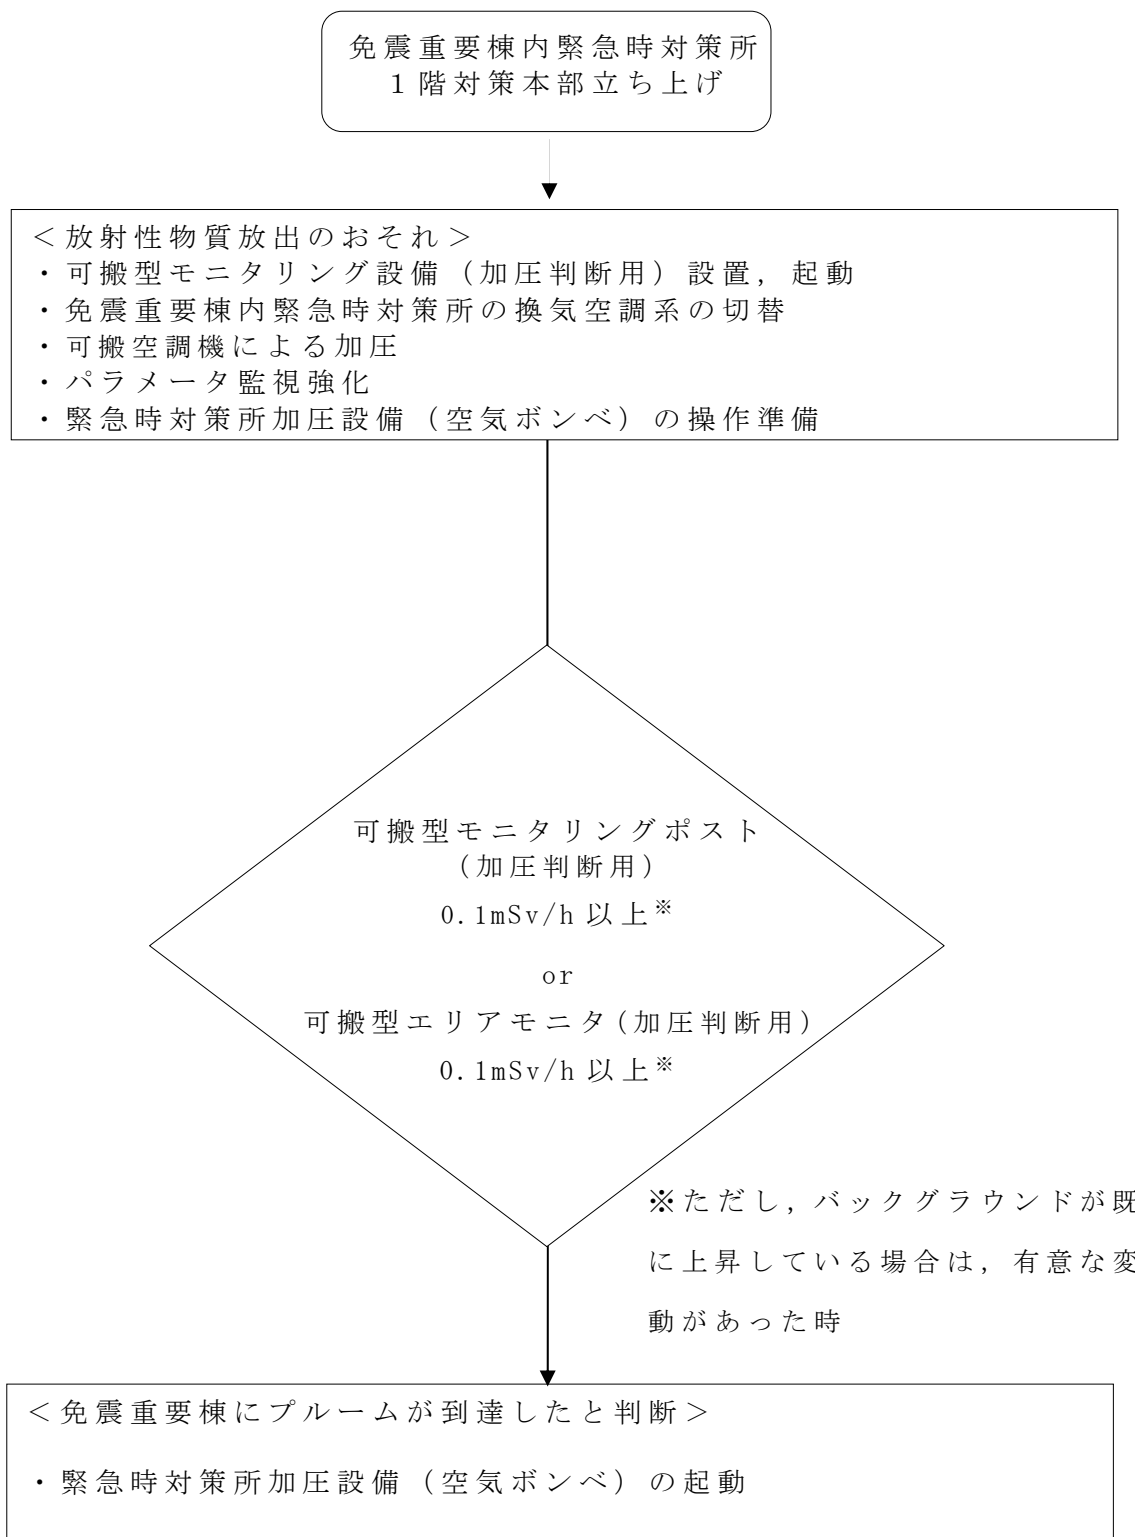 免震重要棟内緊急時対策所
1階対策本部立ち上げ
＜放射性物質放出のおそれ＞
・可搬型モニタリング設備（加圧判断用）設置，起動
・免震重要棟内緊急時対策所の換気空調系の切替
・可搬空調機による加圧
・パラメータ監視強化
・緊急時対策所加圧設備（空気ボンベ）の操作準備
可搬型モニタリングポスト
(加圧判断用)
0.1mSv/h 以上※
or
可搬型エリアモニタ(加圧判断用)
0.1mSv/h 以上※
※ただし，バックグラウンドが既
に上昇している場合は，有意な変
動があった時
＜免震重要棟にプルームが到達したと判断＞
・緊急時対策所加圧設備（空気ボンベ）の起動